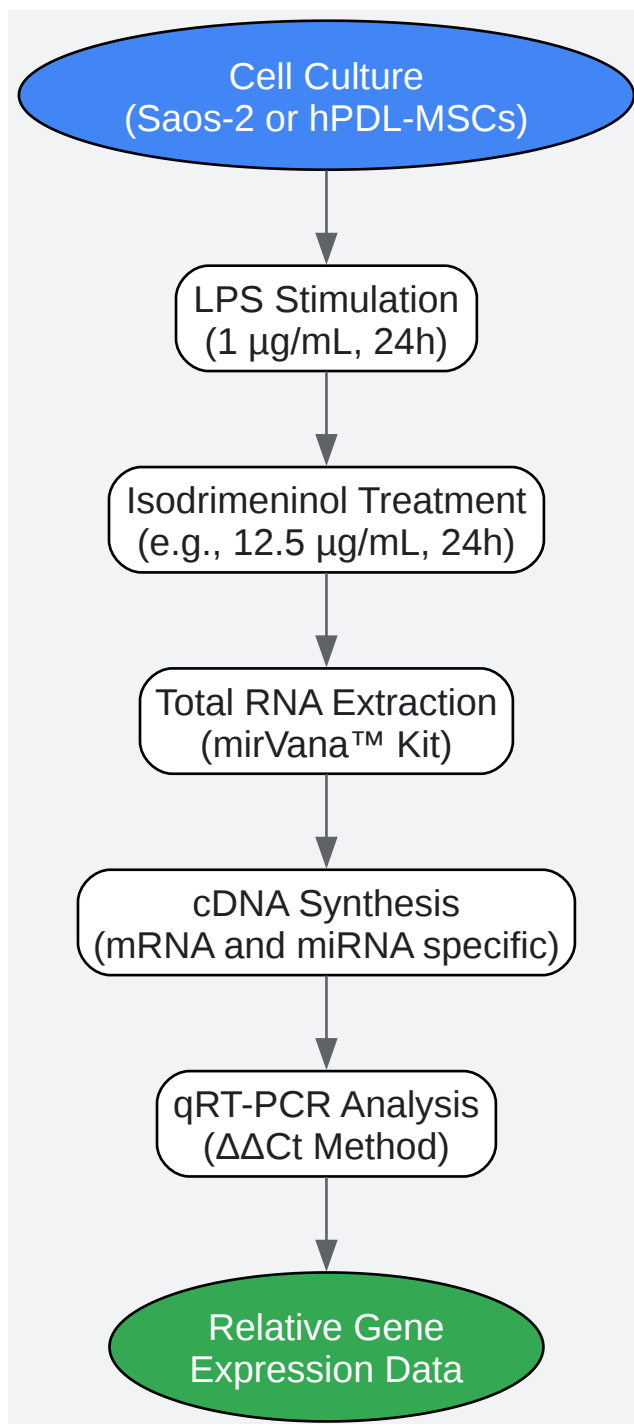 Cell Culture
(Saos-2 or hPDL-MSCs)
LPS Stimulation
(1 µg/mL, 24h)
Isodrimeninol Treatment
(e.g., 12.5 µg/mL, 24h)
Total RNA Extraction
(mirVana™ Kit)
cDNA Synthesis
(mRNA and miRNA specific)
qRT-PCR Analysis
(ΔΔCt Method)
Relative Gene
Expression Data